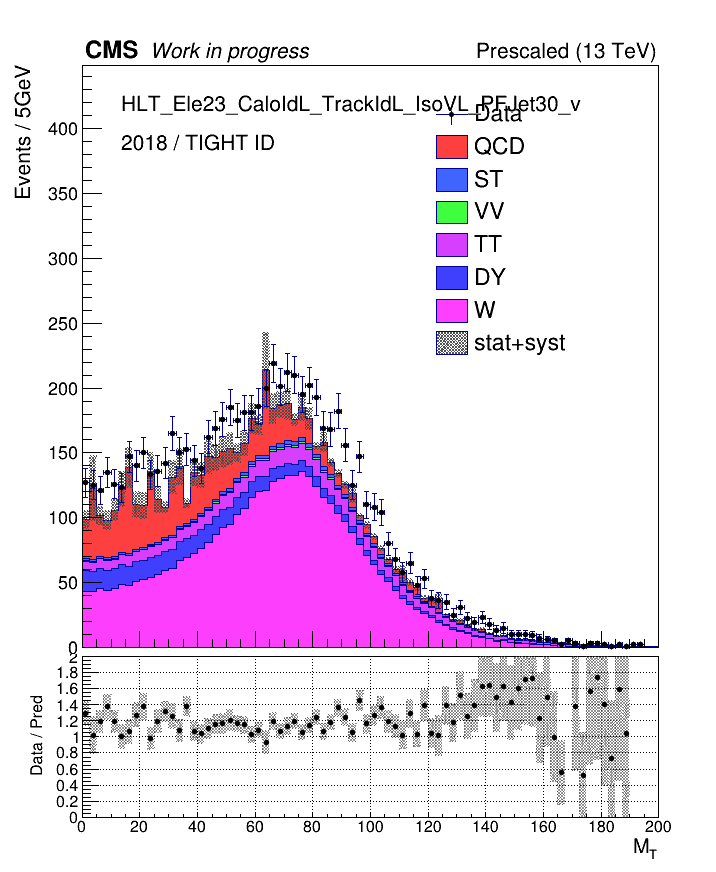 CMS Work in progress Prescaled (13 TeV)
Events / 5GeV
HLT_Ele23_CaloIdL_TrackIdL_IsoVL_PFJet30_v
Data
2018 / TIGHT ID
QCD
ST
VV
TT
DY
W
stat+syst
400
350
300
250
200
150
100
50
0
Data / Pred
2
1.8
1.6
1.4
1.2
1
0.8
0.6
0.4
0.2
0
0 20 40 60 80 100 120 140 160 180 200
M_T